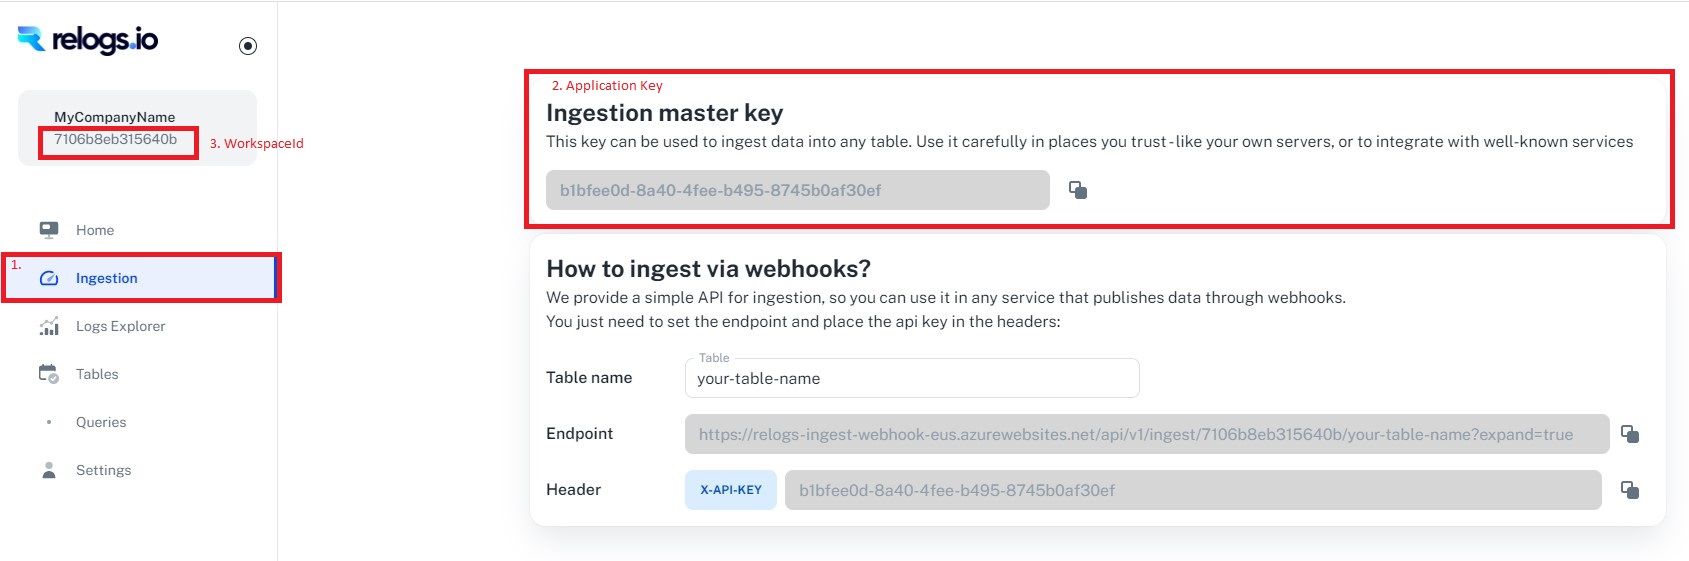 relogs.io
MyCompanyName
7106b8eb315640b
3. WorkspaceId
Home
1.
Ingestion
Logs Explorer
Tables
Queries
Settings
2. Application Key
Ingestion master key
This key can be used to ingest data into any table. Use it carefully in places you trust - like your own servers, or to integrate with well-known services
b1bfee0d-8a40-4fee-b495-8745b0af30ef
How to ingest via webhooks?
We provide a simple API for ingestion, so you can use it in any service that publishes data through webhooks.
You just need to set the endpoint and place the api key in the headers:
Table
Table name your-table-name
Endpoint https://relogs-ingest-webhook-eus.azurewebsites.net/api/v1/ingest/7106b8eb315640b/your-table-name?expand=true
Header X-API-KEY b1bfee0d-8a40-4fee-b495-8745b0af30ef